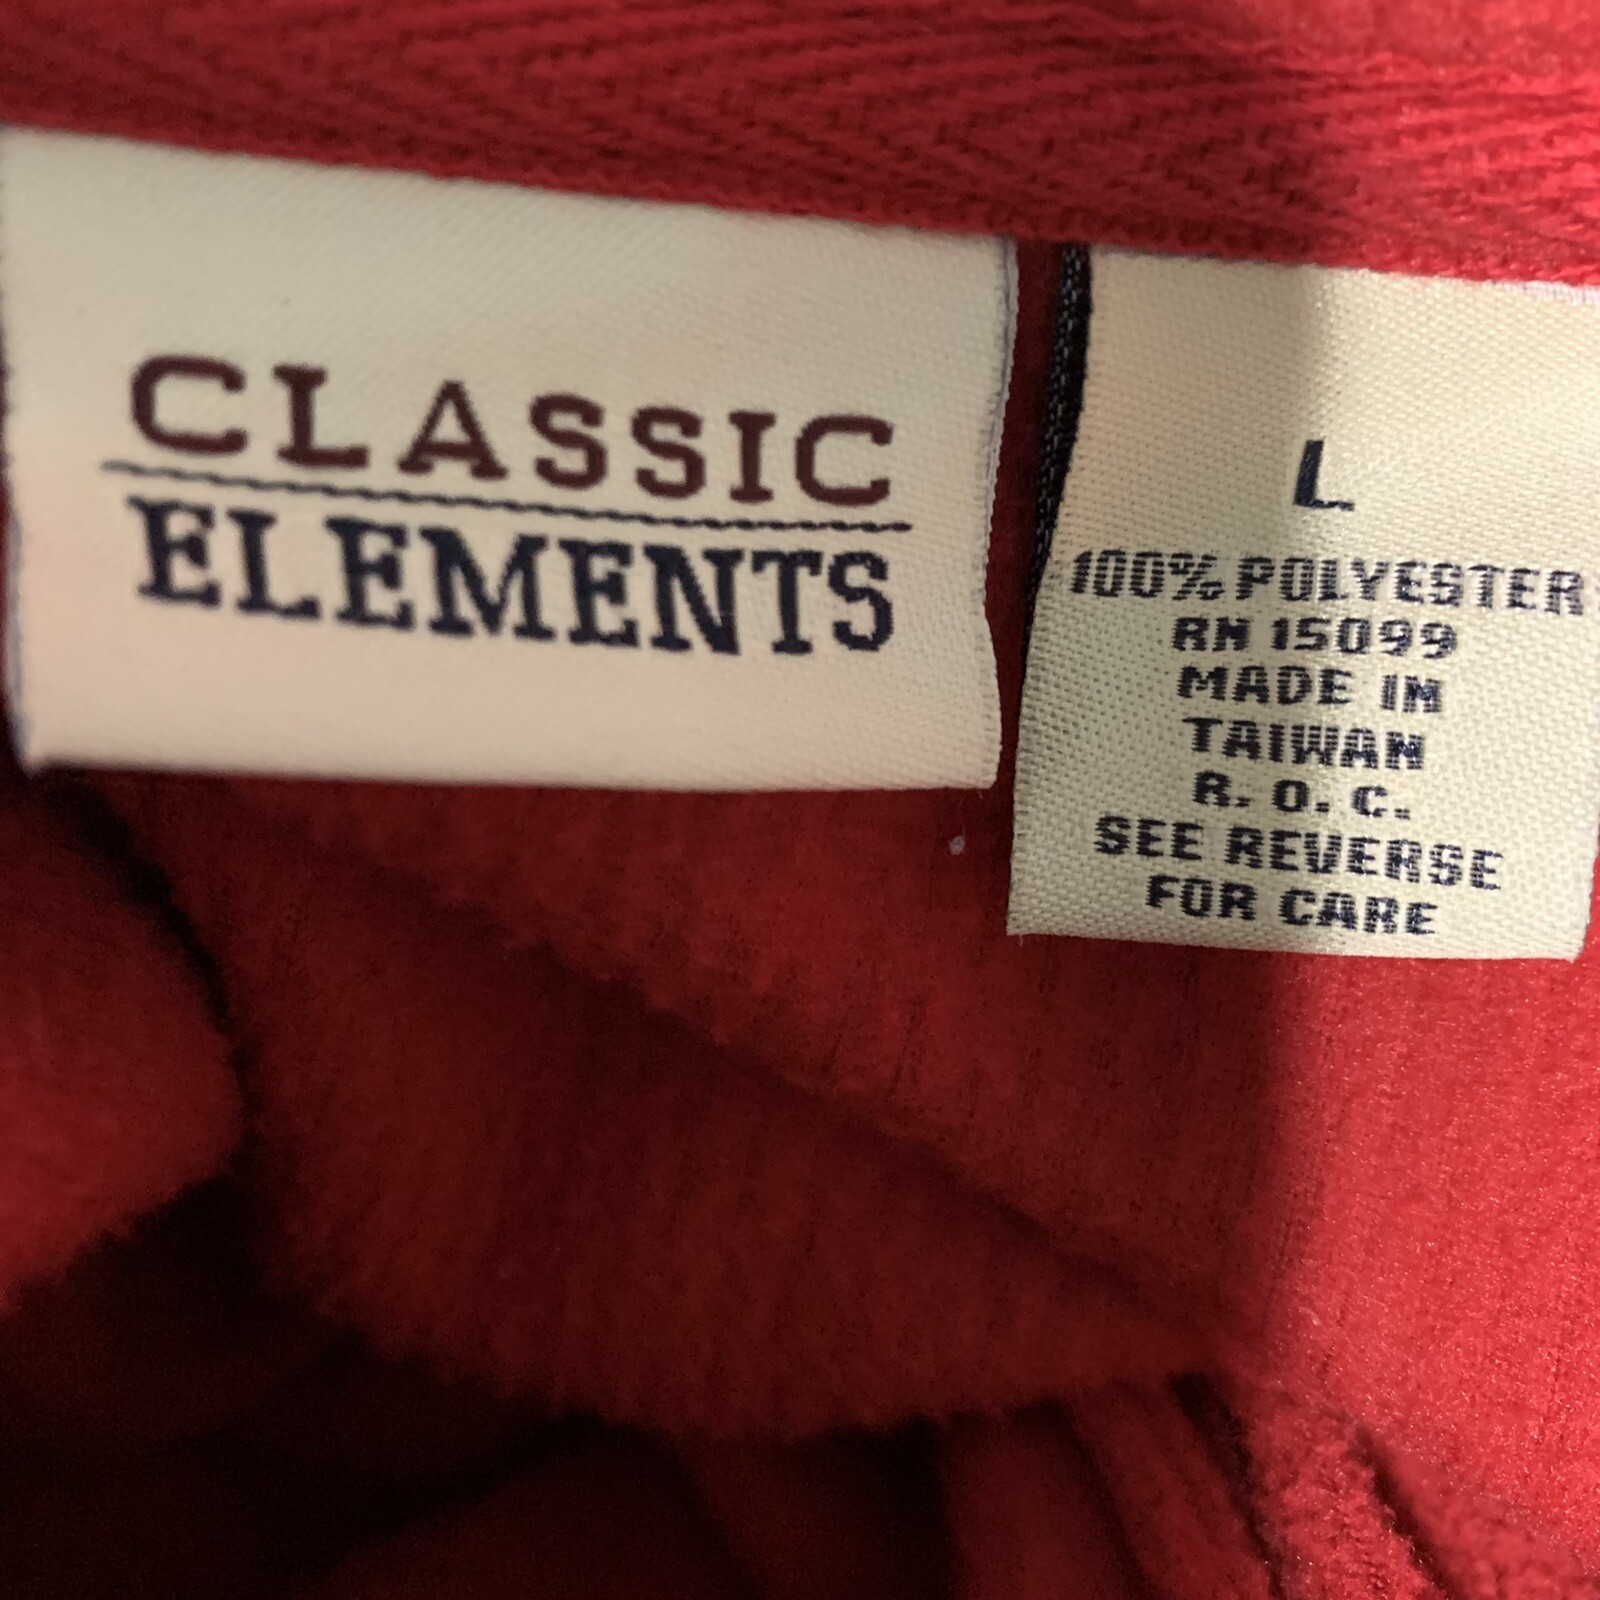 CLASSIC
ELEMENTS
L
100% POLYESTER
RN 15099
MADE IN
TAIWAN
R. O. C.
SEE REVERSE
FOR CARE